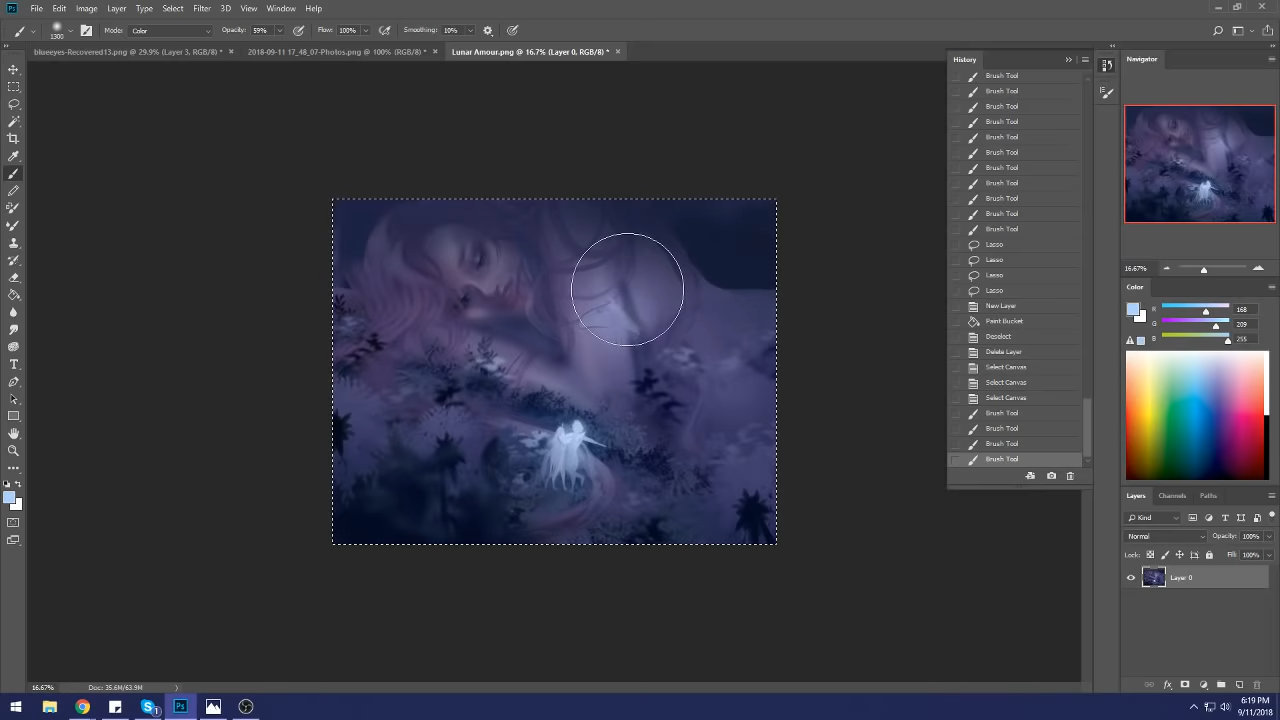 Ps File Edit Image Layer Type Select Filter 3D View Window Help
1300 Mode: Color Opacity: 59% Flow: 100% Smoothing: 10%
blueeyes-Recovered13.png @ 29.9% (Layer 3, RGB/8) * × 2018-09-11 17_48_07-Photos.png @ 100% (RGB/8) * × Lunar Amour.png @ 16.7% (Layer 0, RGB/8) * ×
History
Brush Tool
Brush Tool
Brush Tool
Brush Tool
Brush Tool
Brush Tool
Brush Tool
Brush Tool
Brush Tool
Brush Tool
Brush Tool
Lasso
Lasso
Lasso
Lasso
New Layer
Paint Bucket
Deselect
Delete Layer
Select Canvas
Select Canvas
Select Canvas
Brush Tool
Brush Tool
Brush Tool
Brush Tool
Navigator
16.67%
Color
R 168
G 209
B 255
Layers Channels Paths
Kind
Normal Opacity: 100%
Lock: Fill: 100%
Layer 0
fx
16.67% Doc: 35.6M/63.9M
Ps
6:19 PM
9/11/2018